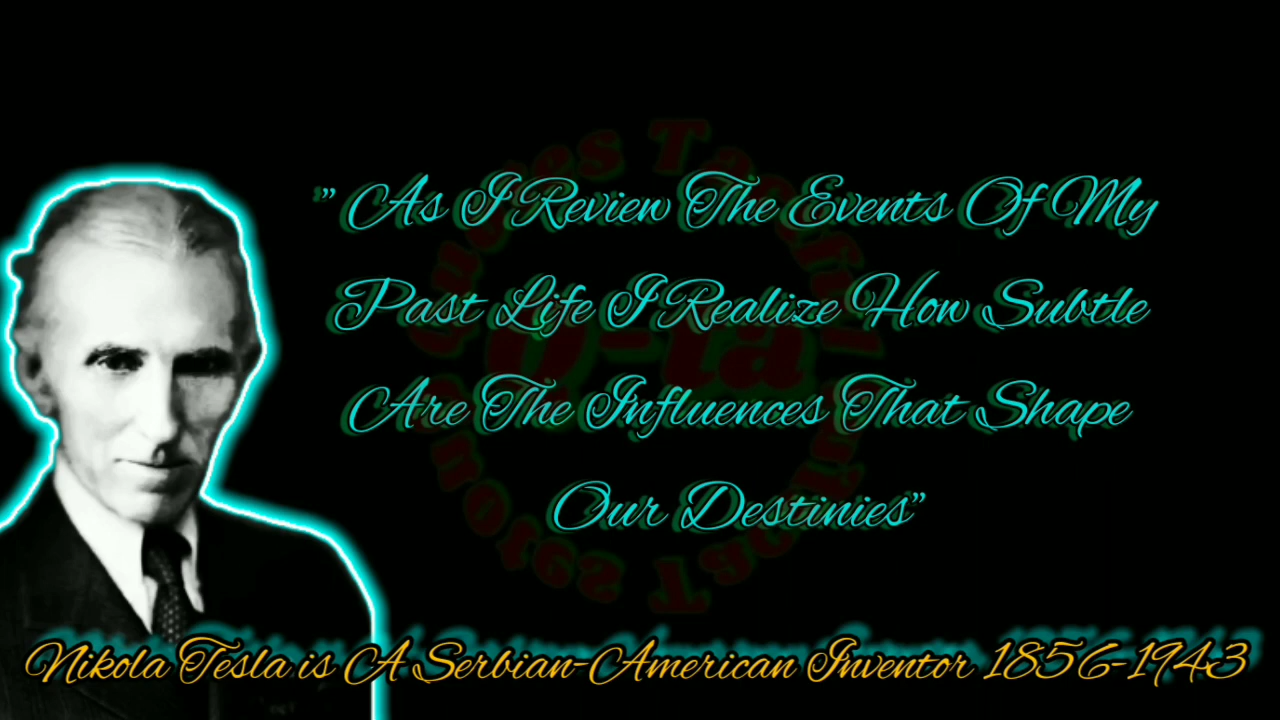 ” As I Review The Events Of My
Past Life I Realize How Subtle
Are The Influences That Shape
Our Destinies”
Nikola Tesla is A Serbian-American Inventor 1856-1943